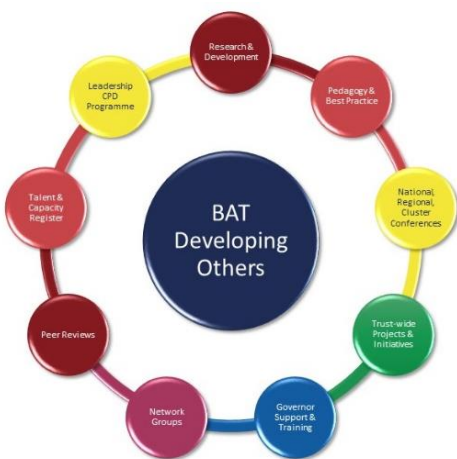 Research &
Development
Pedagogy &
Best Practice
National,
Regional,
Cluster
Conferences
Trust-wide
Projects &
Initiatives
Governor
Support &
Training
Network
Groups
Peer Reviews
Talent &
Capacity
Register
Leadership
CPD
Programme
BAT
Developing
Others